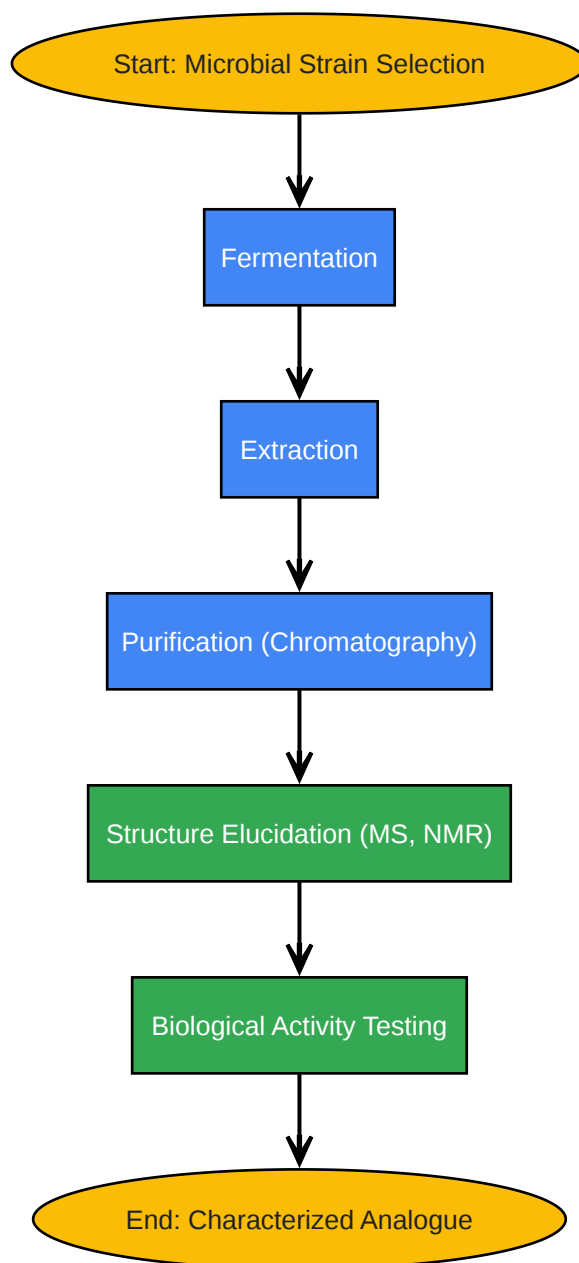 Start: Microbial Strain Selection
Fermentation
Extraction
Purification (Chromatography)
Structure Elucidation (MS, NMR)
Biological Activity Testing
End: Characterized Analogue